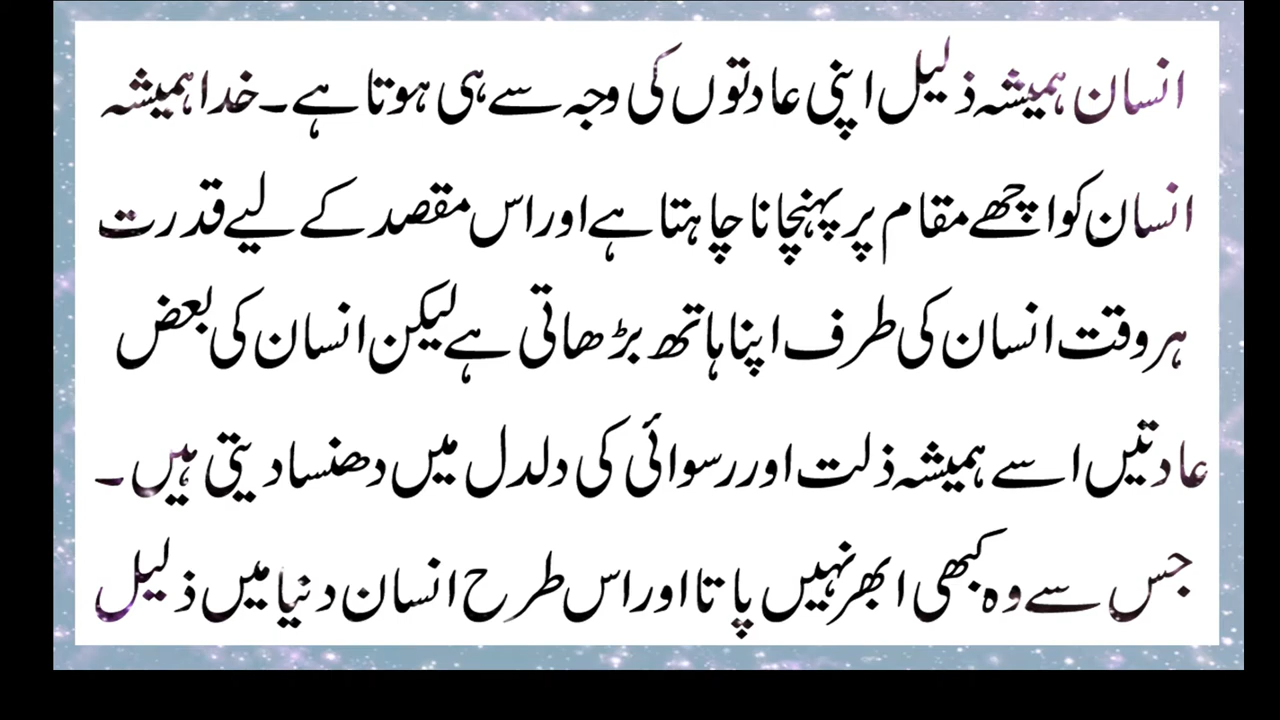 انسان ہمیشہ ذلیل اپنی عادتوں کی وجہ سے ہی ہوتا ہے۔ خدا ہمیشہ
انسان کو اچھے مقام پر پہنچانا چاہتا ہے اور اس مقصد کے لیے قدرت
ہر وقت انسان کی طرف اپنا ہاتھ بڑھاتی ہے لیکن انسان کی بعض
عادتیں اسے ہمیشہ ذلت اور رسوائی کی دلدل میں دھنسا دیتی ہیں۔
جس سے وہ کبھی ابھر نہیں پاتا اور اس طرح انسان دنیا میں ذلیل